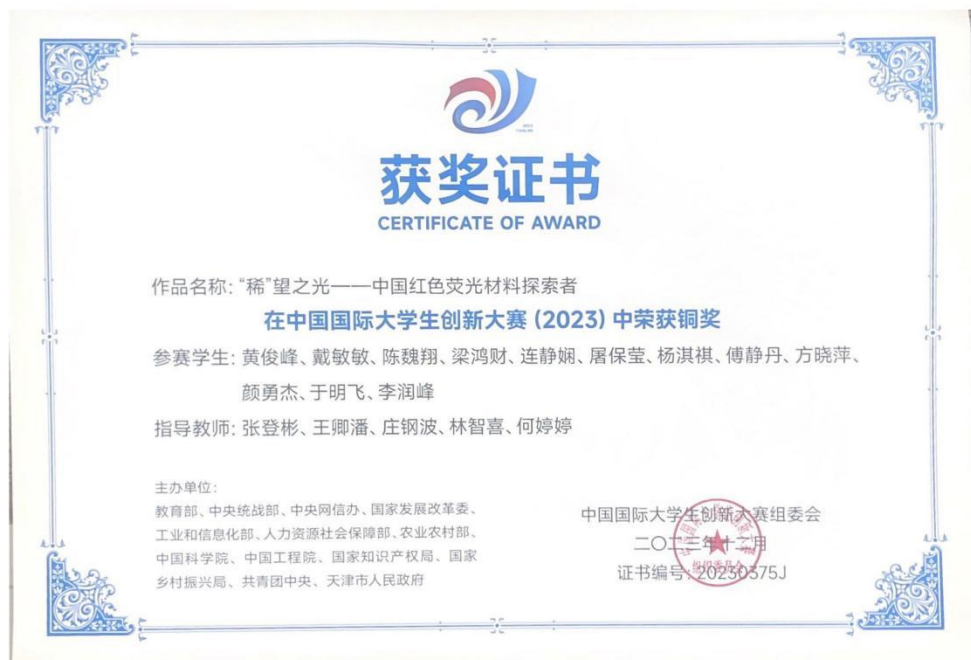 获奖证书
CERTIFICATE OF AWARD
作品名称:“稀”望之光——中国红色荧光材料探索者
在中国国际大学生创新大赛(2023)中荣获铜奖
参赛学生:黄俊峰、戴敏敏、陈魏翔、梁鸿财、连静娴、屠保莹、杨淇祺、傅静丹、方晓萍、
颜勇杰、于明飞、李润峰
指导教师:张登彬、王卿潘、庄钢波、林智喜、何婷婷
主办单位:
教育部、中央统战部、中央网信办、国家发展改革委、
工业和信息化部、人力资源社会保障部、农业农村部、
中国科学院、中国工程院、国家知识产权局、国家
乡村振兴局、共青团中央、天津市人民政府
中国国际大学生创新大赛组委会
二〇二三年十二月
证书编号:20230375J